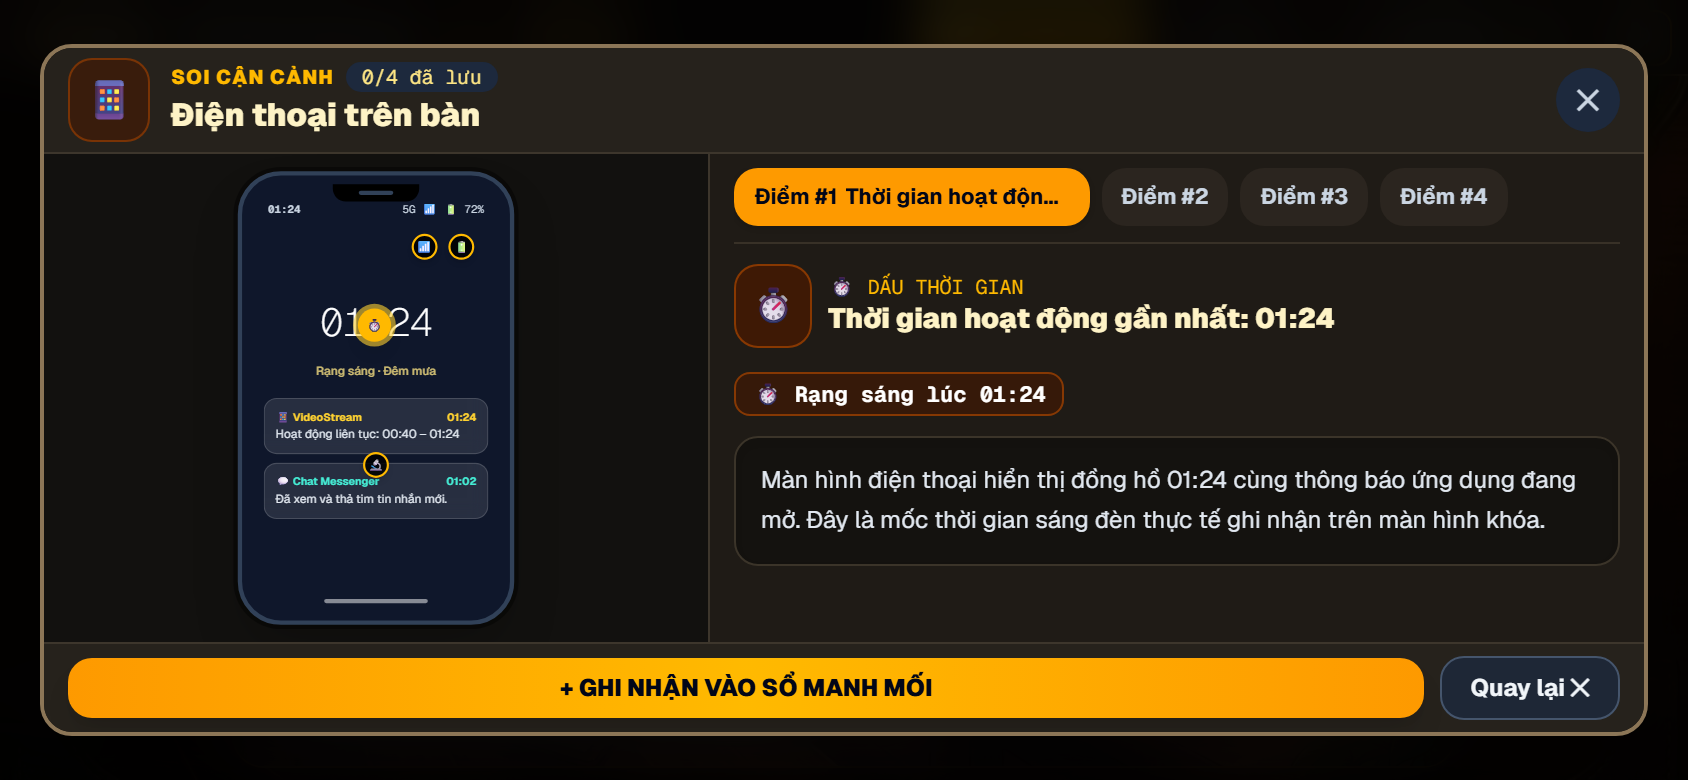 SOI CẬN CẢNH 0/4 đã lưu
Điện thoại trên bàn
01:24 5G 72%
01 24
Rạng sáng · Đêm mưa
VideoStream 01:24
Hoạt động liên tục: 00:40 – 01:24
Chat Messenger 01:02
Đã xem và thả tim tin nhắn mới.
Điểm #1 Thời gian hoạt độn... Điểm #2 Điểm #3 Điểm #4
DẤU THỜI GIAN
Thời gian hoạt động gần nhất: 01:24
Rạng sáng lúc 01:24
Màn hình điện thoại hiển thị đồng hồ 01:24 cùng thông báo ứng dụng đang
mở. Đây là mốc thời gian sáng đèn thực tế ghi nhận trên màn hình khóa.
+ GHI NHẬN VÀO SỔ MANH MỐI
Quay lại ✕